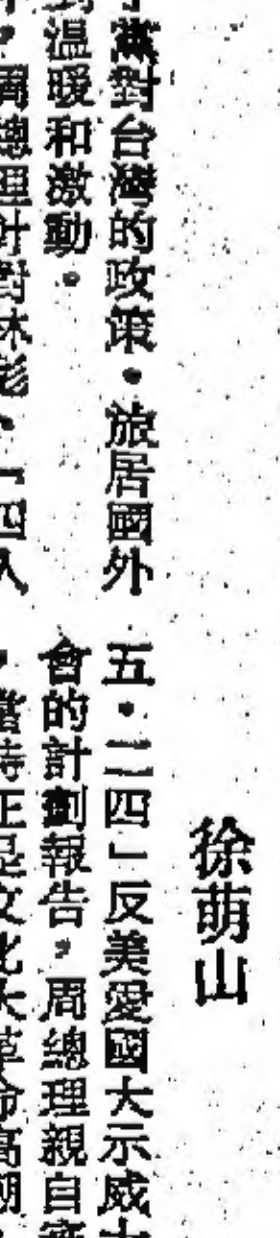 徐萌山
黨對台灣的政策。旅居國外
溫暖和激動。
周總理針對林彪、「四人
五·二四」反美愛國大示威
會的計劃報告,周總理親自
當時正是文化大革命高潮